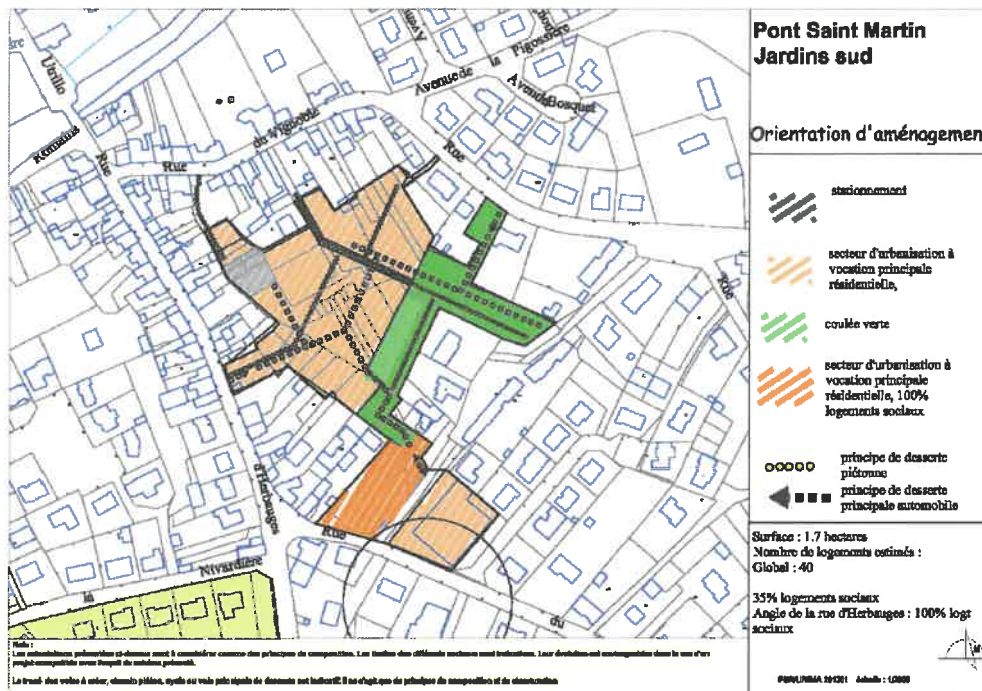 Pont Saint Martin
Jardins sud
Orientation d'aménagemen
stationnement
secteur d'urbanisation à
vocation principale
résidentielle,
coulée verte
secteur d'urbanisation à
vocation principale
résidentielle, 100%
logements sociaux
principe de desserte
piétonne
principe de desserte
principale automobile
Surface : 1.7 hectares
Nombre de logements estimés :
Global : 40
35% logements sociaux
Angle de la rue d'Herbauges : 100% logt
sociaux
Utrillo
Romains
Rue
Rue
du Vignoble
Avenue de
la
Pigossière
Avenue
Bosquet
Rue
Rue
d'Herbauges
Rue
du
la
Nivardière
Nota :